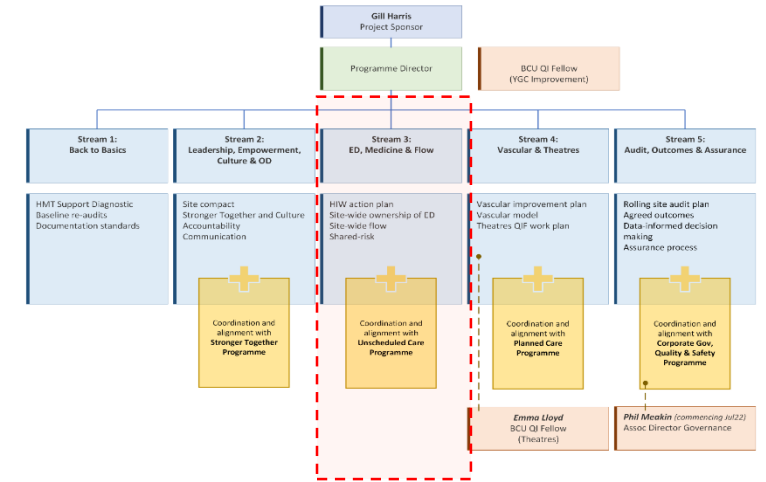 Gill Harris
Project Sponsor
Programme Director
BCU QI Fellow
(YGC Improvement)
Stream 1:
Back to Basics
Stream 2:
Leadership, Empowerment,
Culture & OD
Stream 3:
ED, Medicine & Flow
Stream 4:
Vascular & Theatres
Stream 5:
Audit, Outcomes & Assurance
HMT Support Diagnostic
Baseline re-audits
Documentation standards
Site compact
Stronger Together and Culture
Accountability
Communication
HIW action plan
Site-wide ownership of ED
Site-wide flow
Shared-risk
Vascular improvement plan
Vascular model
Theatres QIF work plan
Rolling site audit plan
Agreed outcomes
Data-informed decision
making
Assurance process
Coordination and
alignment with
Stronger Together
Programme
Coordination and
alignment with
Unscheduled Care
Programme
Coordination and
alignment with
Planned Care
Programme
Coordination and
alignment with
Corporate Gov,
Quality & Safety
Programme
Emma Lloyd
BCU QI Fellow
(Theatres)
Phil Meakin (commencing Jul22)
Assoc Director Governance